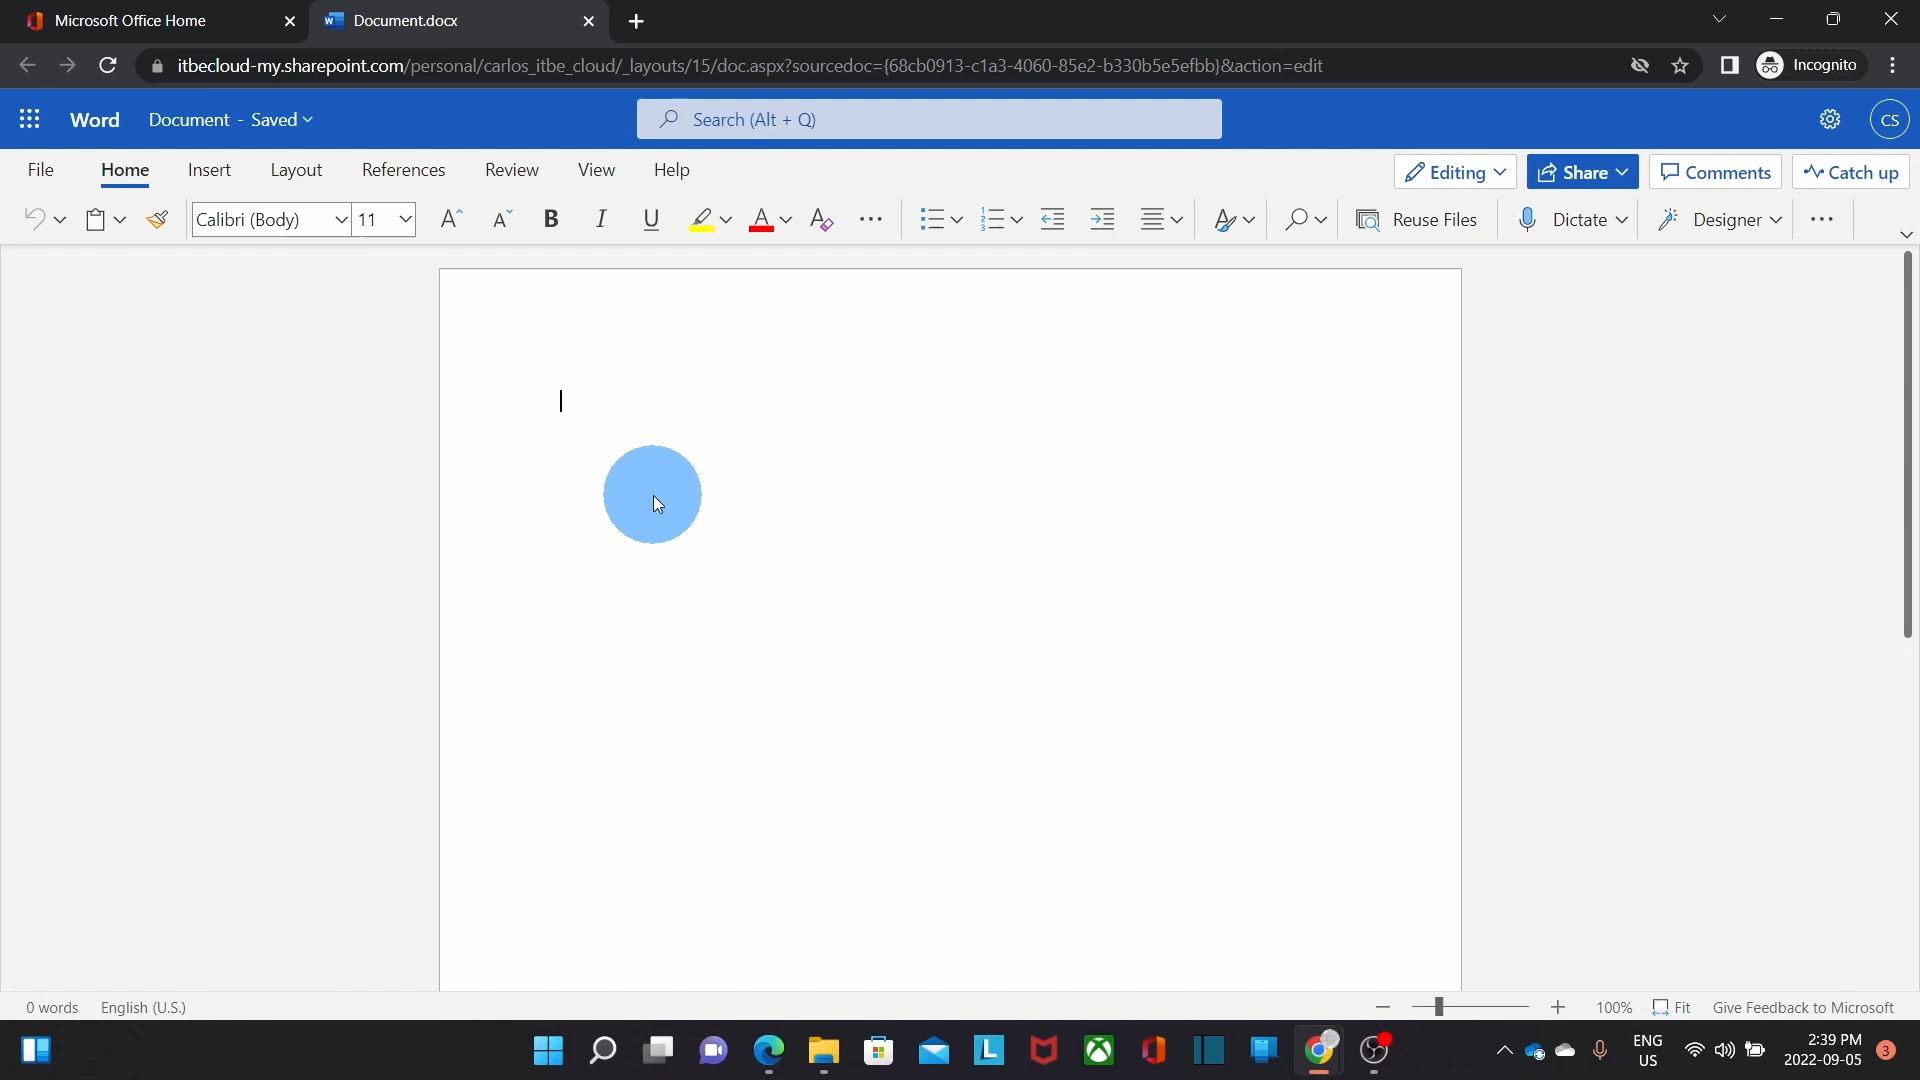 Microsoft Office Home
Document.docx
itbecloud-my.sharepoint.com/personal/carlos_itbe_cloud/_layouts/15/doc.aspx?sourcedoc={68cb0913-c1a3-4060-85e2-b330b5e5efbb}&action=edit
Incognito
Word Document - Saved
Search (Alt + Q)
CS
File Home Insert Layout References Review View Help
Editing Share Comments Catch up
Calibri (Body) 11
Reuse Files Dictate Designer
0 words English (U.S.)
100% Fit Give Feedback to Microsoft
ENG
US
2:39 PM
2022-09-05
3